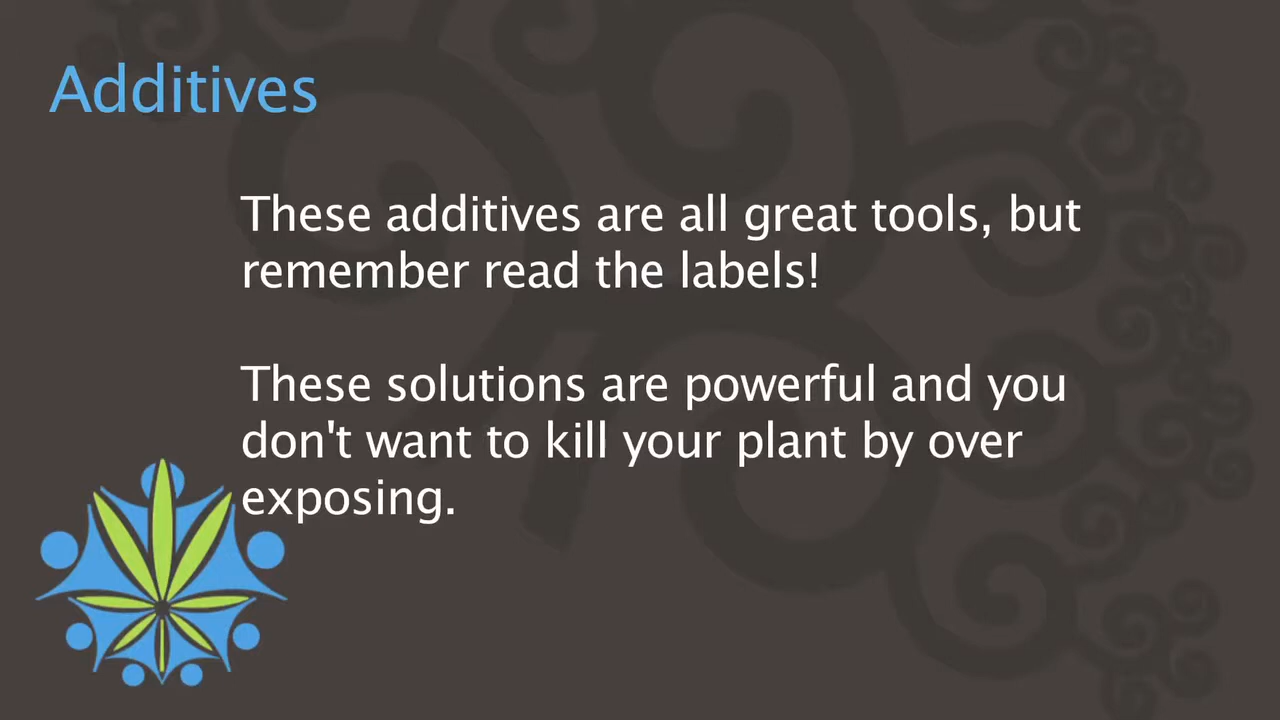 Additives
These additives are all great tools, but
remember read the labels!
These solutions are powerful and you
don't want to kill your plant by over
exposing.